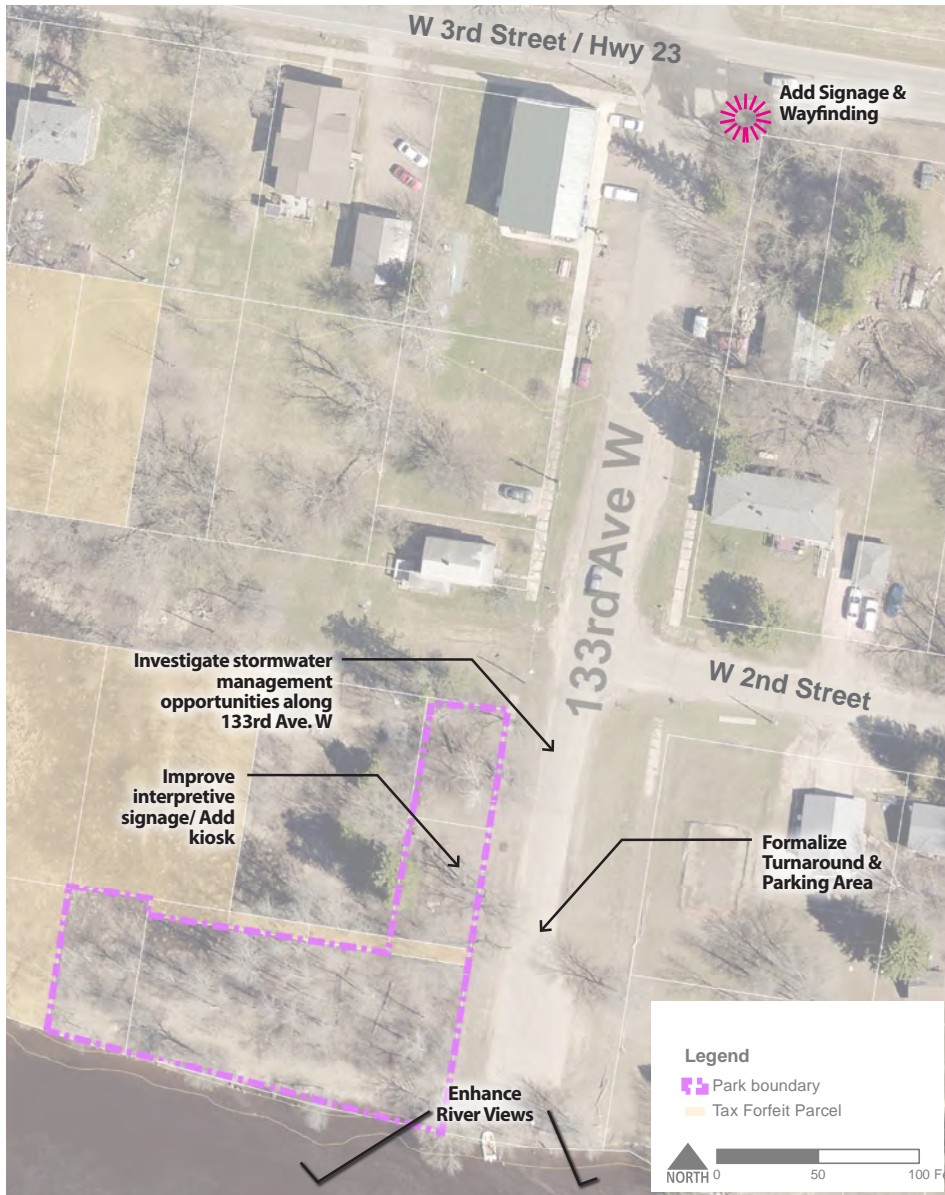 W 3rd Street / Hwy 23
Add Signage &
Wayfinding
133rd Ave W
W 2nd Street
Investigate stormwater
management
opportunities along
133rd Ave. W
Improve
interpretive
signage/ Add
kiosk
Formalize
Turnaround &
Parking Area
Enhance
River Views
Legend
Park boundary
Tax Forfeit Parcel
NORTH
0 50 100 F